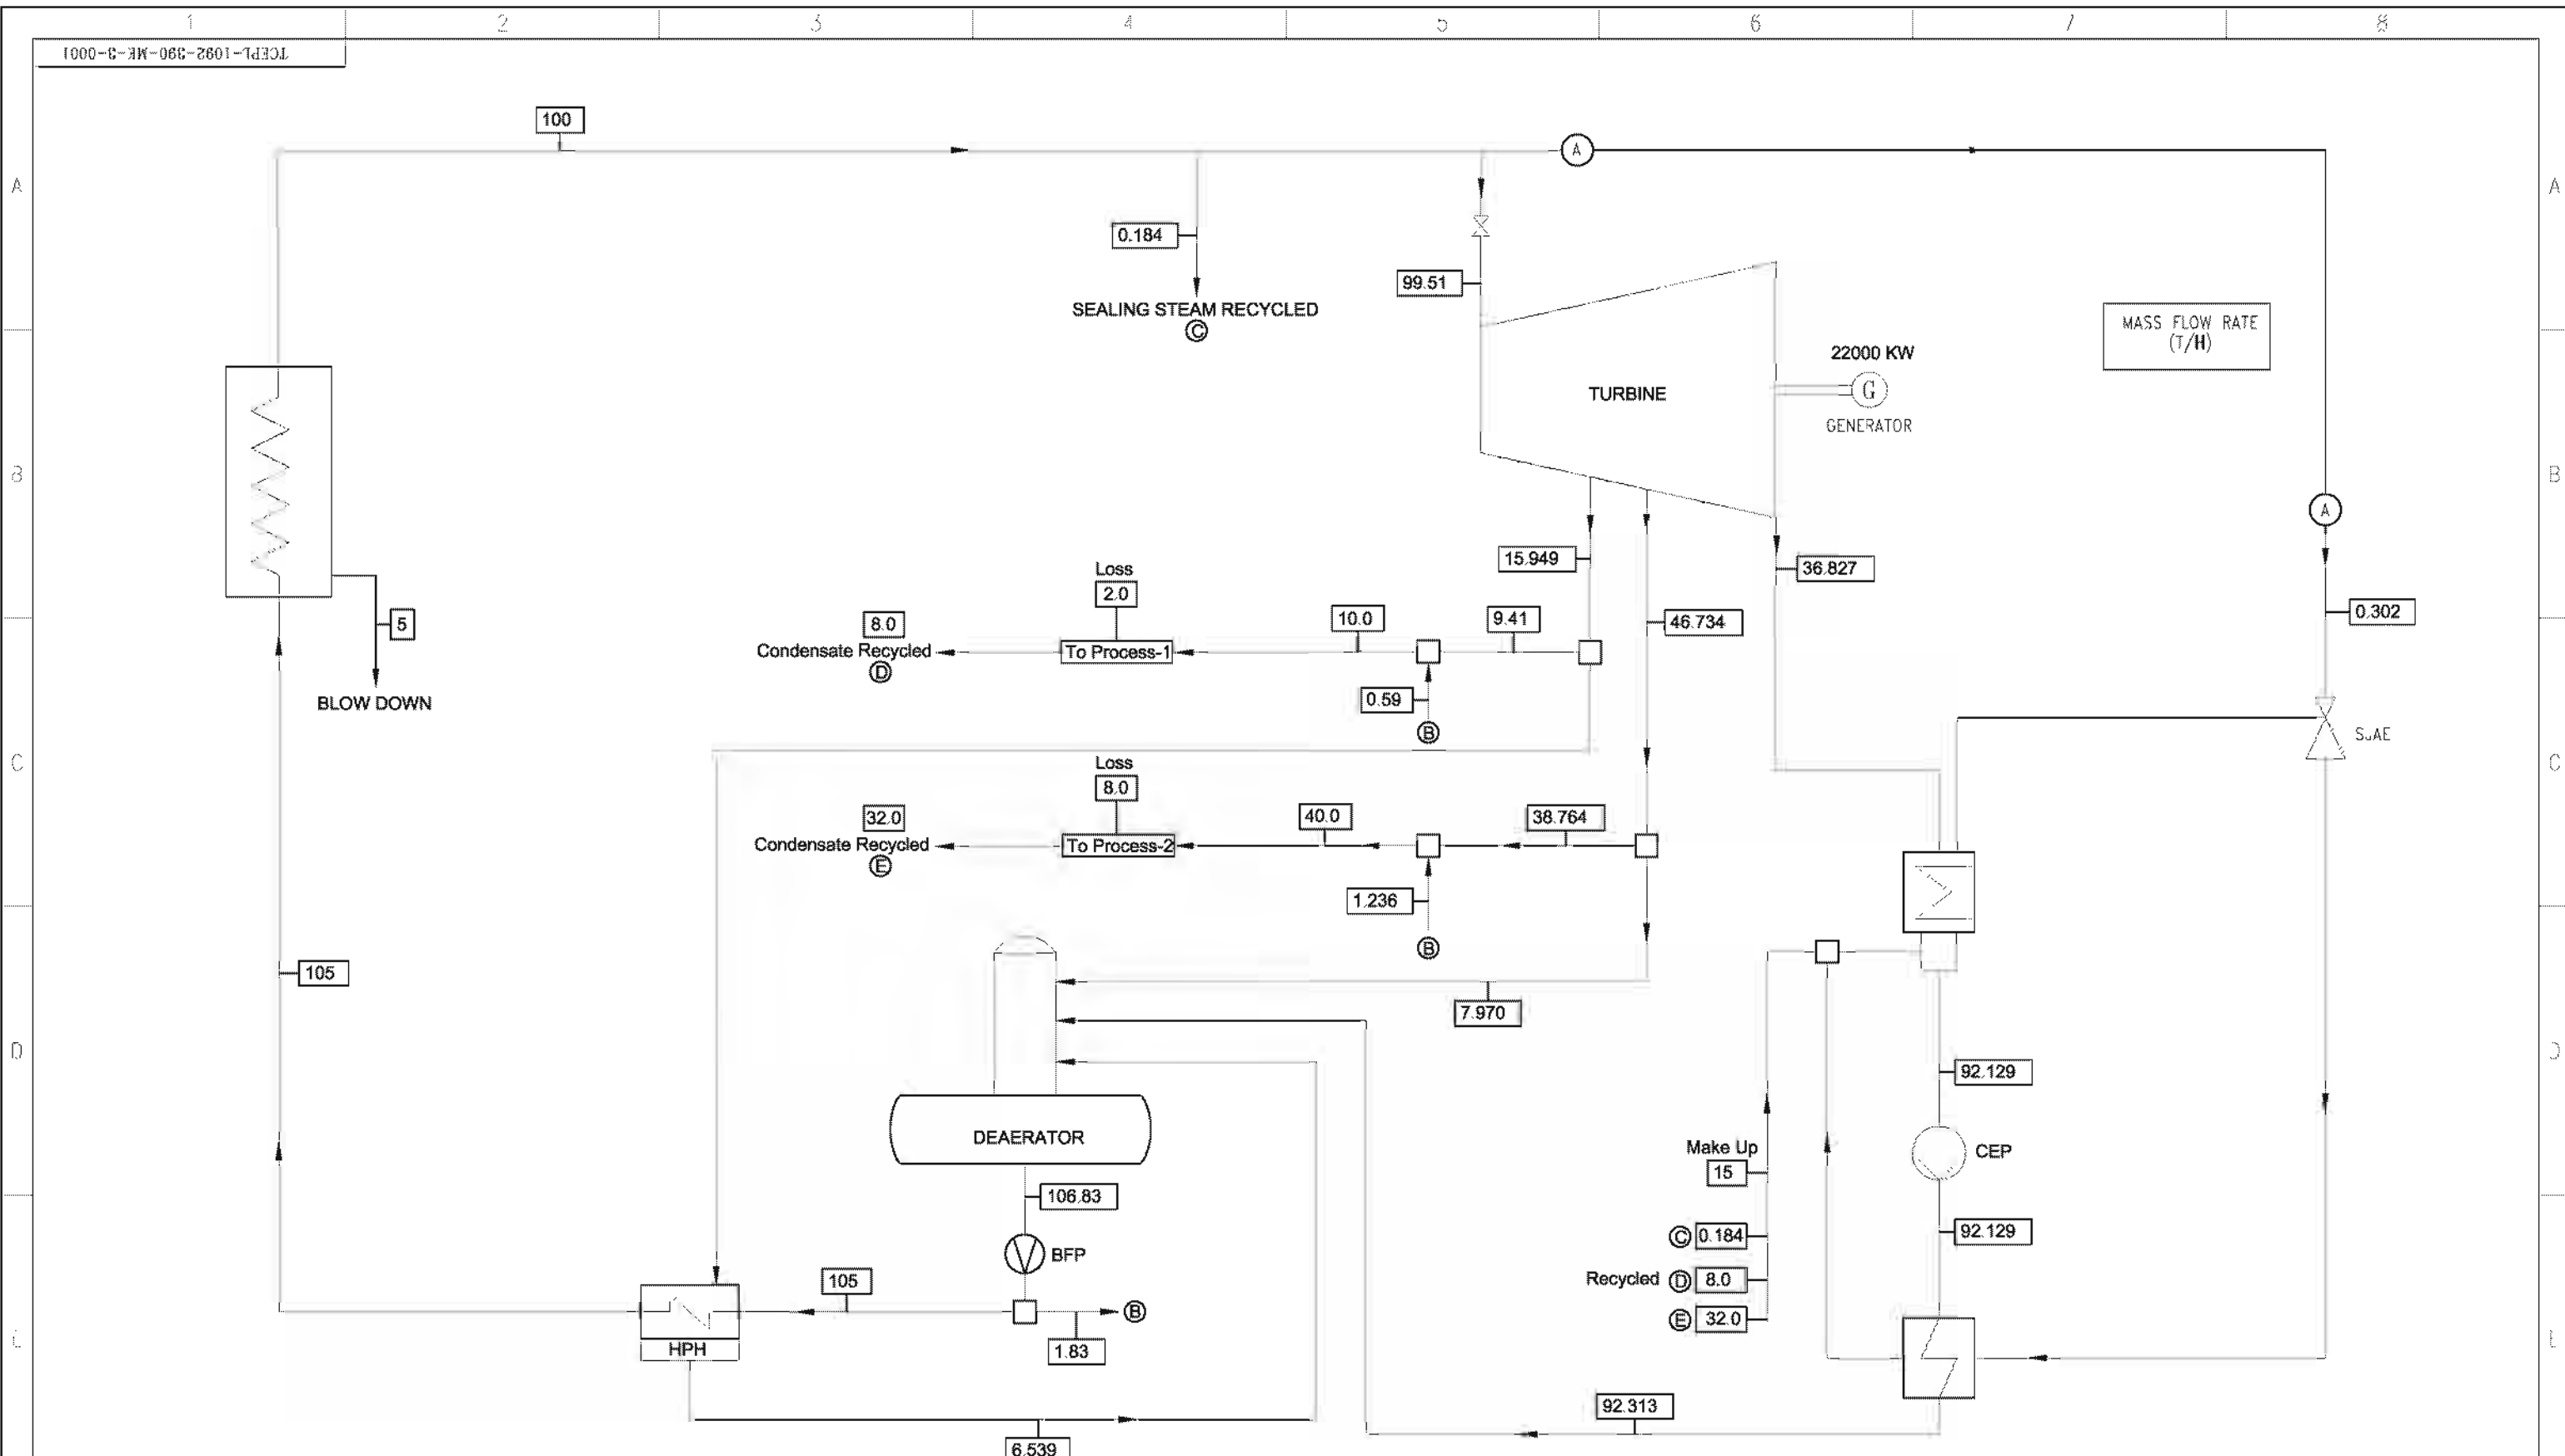 1 2 3 4 5 6 7 8
TCEPL-1092-390-ME-3-0001
100
A
A A
0.184
99.51
SEALING STEAM RECYCLED
C
MASS FLOW RATE
(T/H)
22000 KW
TURBINE
G
GENERATOR
B B
A
15.949
36.827
Loss
2.0
5
8.0
10.0
9.41
46.734
0.302
Condensate Recycled
To Process-1
D
0.59
BLOW DOWN
B
SJAE
C C
Loss
8.0
32.0
40.0
38.764
Condensate Recycled
To Process-2
E
1.236
B
105
7.970
D D
92.129
DEAERATOR
Make Up
15
CEP
106.83
C 0.184
92.129
BFP
Recycled D 8.0
105
B
E 32.0
HPH
1.83
E E
92.313
6.539